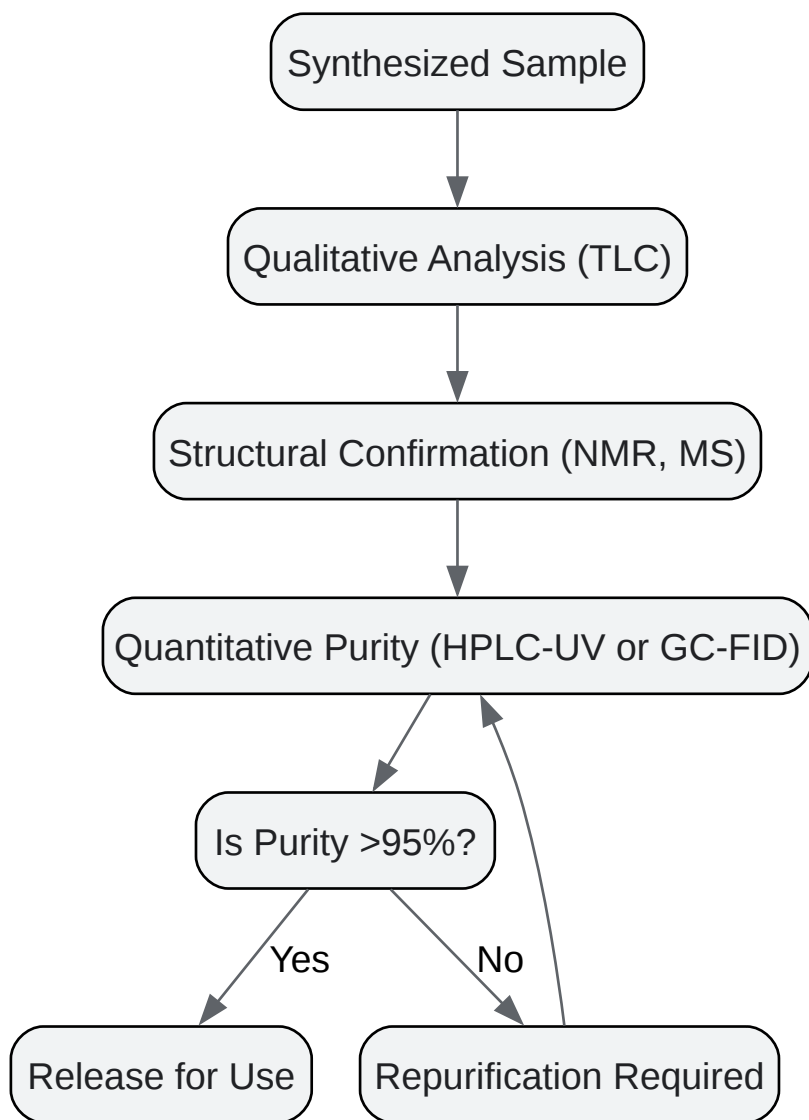 Synthesized Sample
Qualitative Analysis (TLC)
Structural Confirmation (NMR, MS)
Quantitative Purity (HPLC-UV or GC-FID)
Is Purity >95%?
Yes
No
Release for Use
Repurification Required